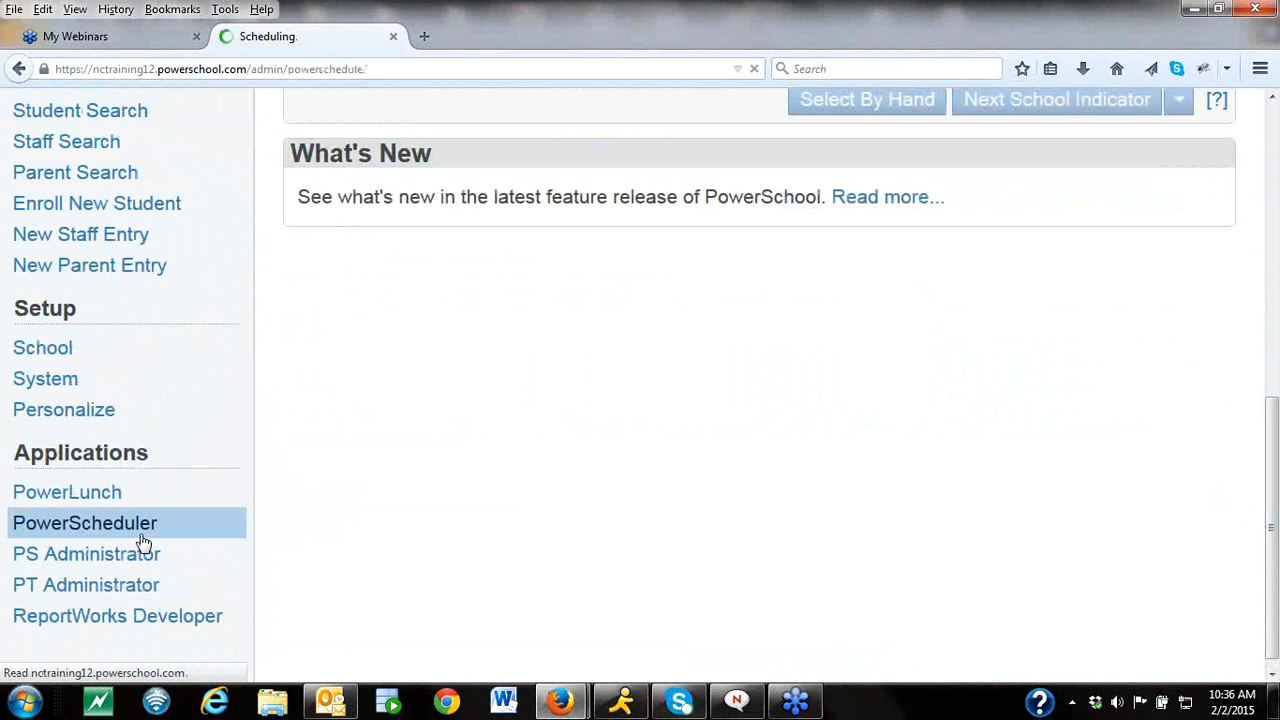 File Edit View History Bookmarks Tools Help
My Webinars × Scheduling. × +
https://nctraining12.powerschool.com/admin/powerschedule/ Search
Student Search
Staff Search
Parent Search
Enroll New Student
New Staff Entry
New Parent Entry
Setup
School
System
Personalize
Applications
PowerLunch
PowerScheduler
PS Administrator
PT Administrator
ReportWorks Developer
Read nctraining12.powerschool.com
Select By Hand Next School Indicator [?]
What's New
See what's new in the latest feature release of PowerSchool. Read more...
10:36 AM
2/2/2015